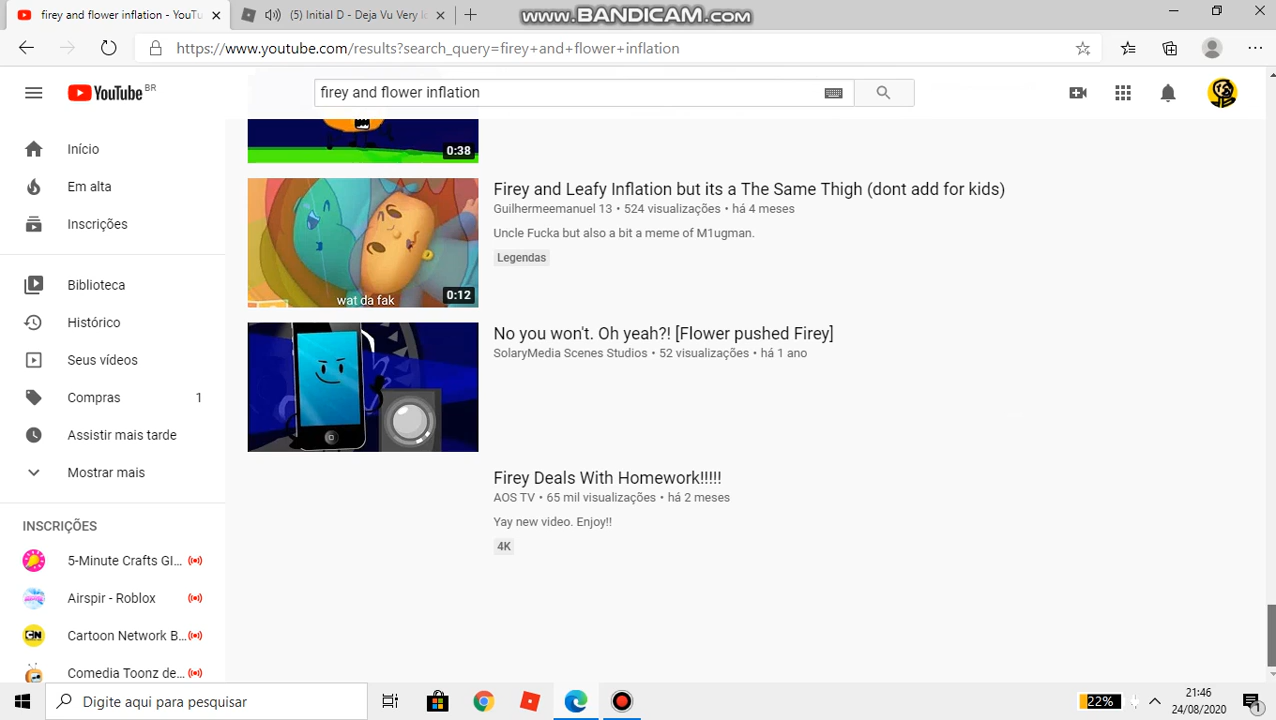 (5) firey - YouTube
(5) Deja Vu Very Ic
www.BANDICAM.com
https://www.youtube.com/results?search_query=firey+and+flower+inflation
YouTube BR
firey and flower inflation
Início
Em alta
Inscrições
Biblioteca
Histórico
Seus vídeos
Compras 1
Assistir mais tarde
Mostrar mais
INSCRIÇÕES
5-Minute Crafts GI...
Airspir - Roblox
CN
Cartoon Network B...
Comedia Toonz de...
0:38
wat da fak
0:12
Firey and Leafy Inflation but its a The Same Thigh (dont add for kids)
Guilhermeemanuel 13 • 524 visualizações • há 4 meses
Uncle Fucka but also a bit a meme of M1ugman.
Legendas
No you won't. Oh yeah?! [Flower pushed Firey]
SolaryMedia Scenes Studios • 52 visualizações • há 1 ano
Firey Deals With Homework!!!!!
AOS TV • 65 mil visualizações • há 2 meses
Yay new video. Enjoy!!
4K
Digite aqui para pesquisar
22%
21:46
24/08/2020
1